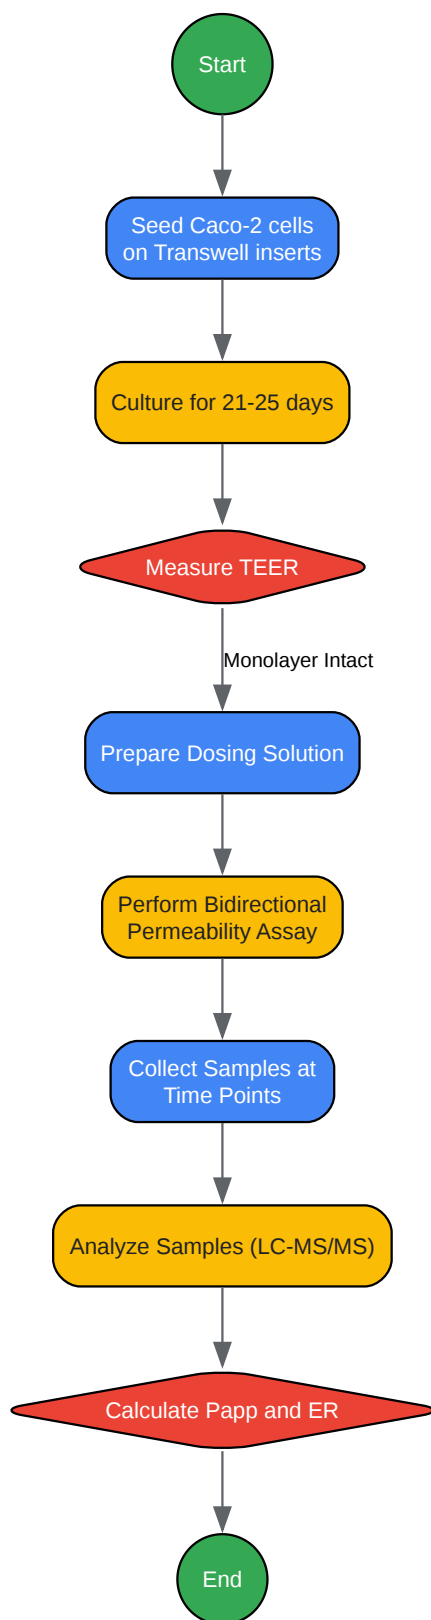 Start
Seed Caco-2 cells
on Transwell inserts
Culture for 21-25 days
Measure TEER
Monolayer Intact
Prepare Dosing Solution
Perform Bidirectional
Permeability Assay
Collect Samples at
Time Points
Analyze Samples (LC-MS/MS)
Calculate Papp and ER
End